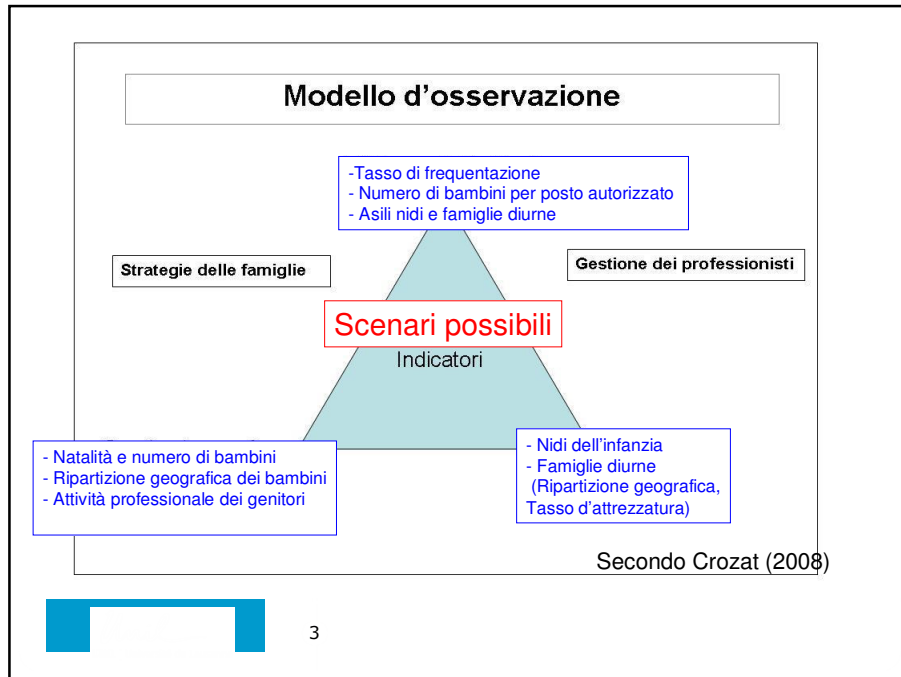 Modello d'osservazione
-Tasso di frequentazione
- Numero di bambini per posto autorizzato
- Asili nidi e famiglie diurne
Strategie delle famiglie
Gestione dei professionisti
Scenari possibili
Indicatori
- Natalità e numero di bambini
- Ripartizione geografica dei bambini
- Attività professionale dei genitori
- Nidi dell'infanzia
- Famiglie diurne
(Ripartizione geografica,
Tasso d'attrezzatura)
Secondo Crozat (2008)
3